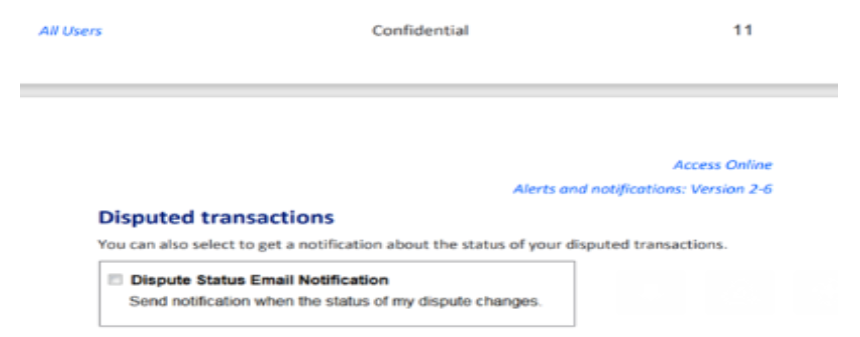 All Users Confidential 11
Access Online
Alerts and notifications: Version 2-6
Disputed transactions
You can also select to get a notification about the status of your disputed transactions.
Dispute Status Email Notification
Send notification when the status of my dispute changes.